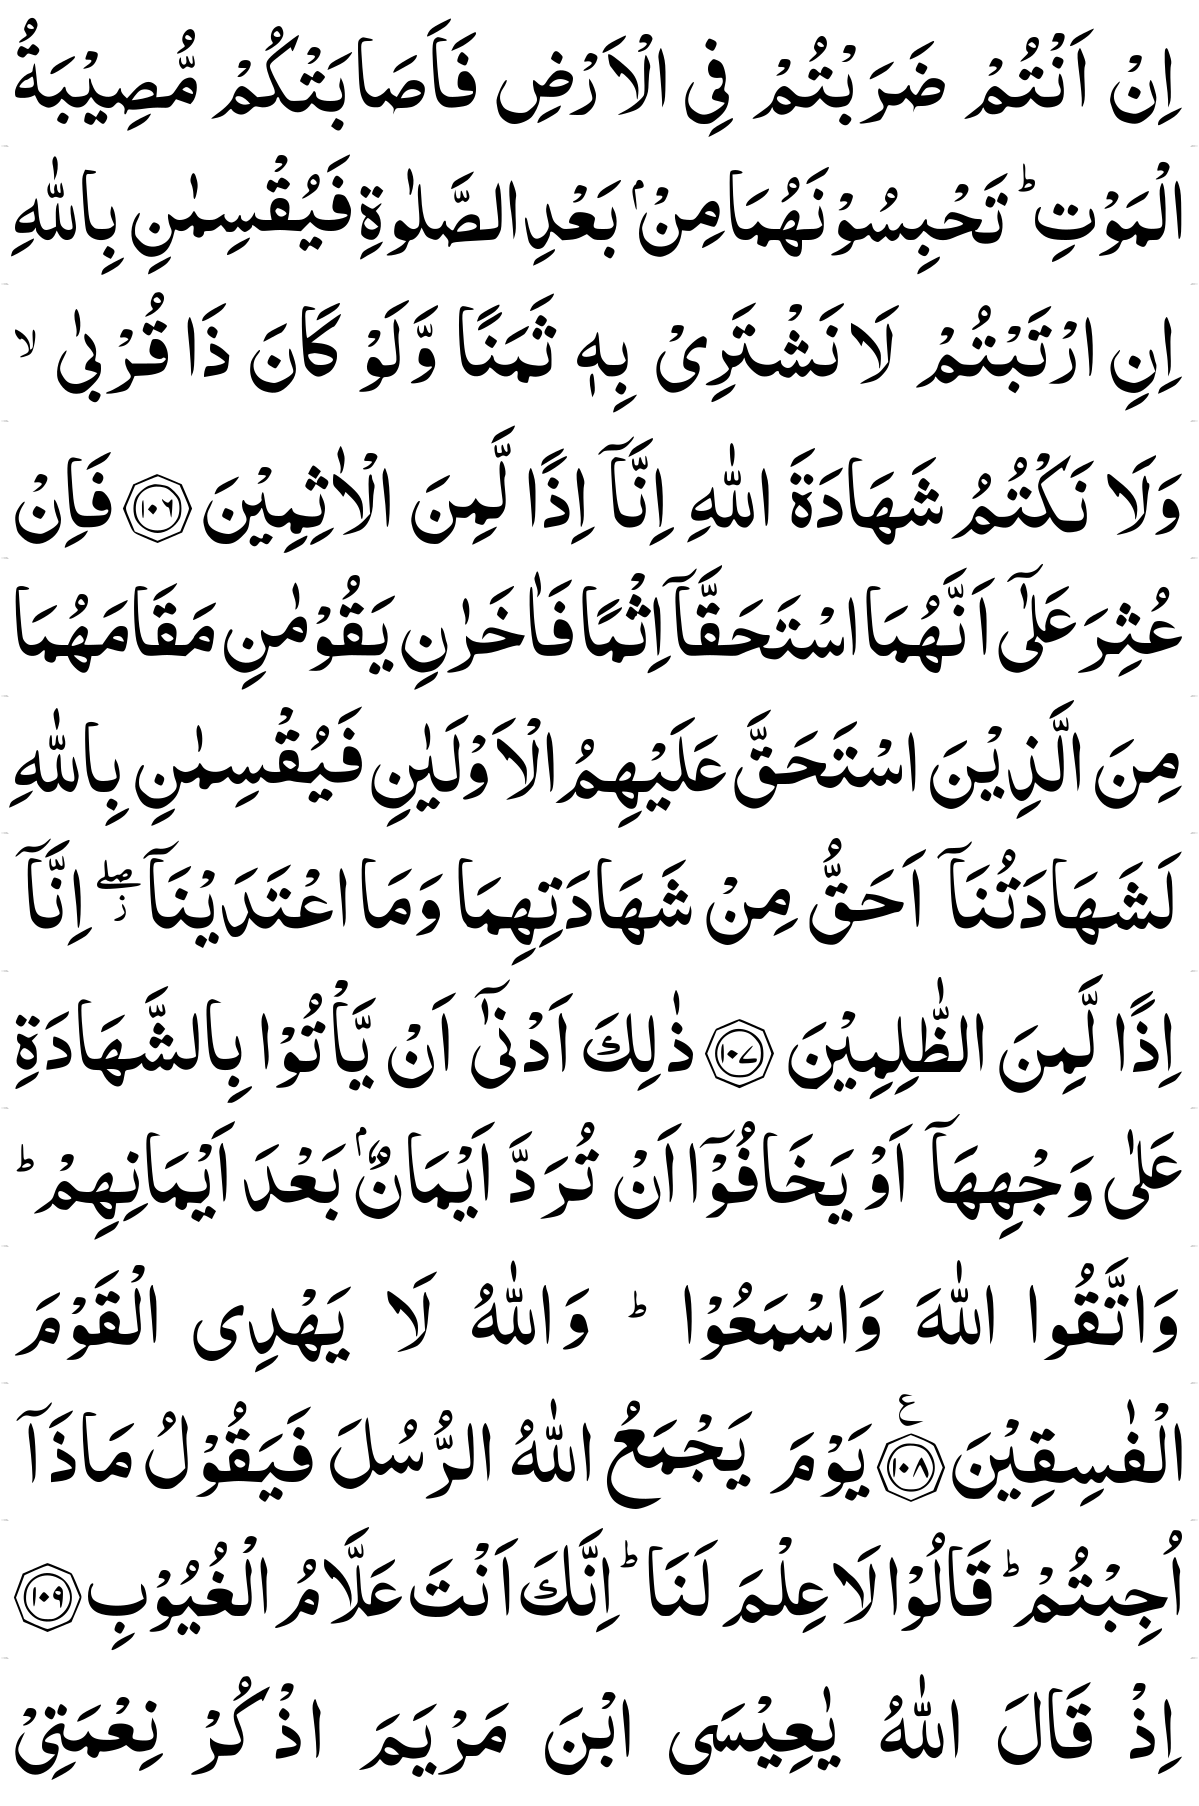 اِنْ اَنْتُمْ ضَرَبْتُمْ فِى الْاَرْضِ فَاَصَابَتْكُمْ مُّصِيْبَةُ
الْمَوْتِ ؕ تَحْبِسُوْنَهُمَا مِنْۢ بَعْدِ الصَّلٰوةِ فَيُقْسِمٰنِ بِاللّٰهِ
اِنِ ارْتَبْتُمْ لَا نَشْتَرِىْ بِهٖ ثَمَنًا وَّلَوْ كَانَ ذَا قُرْبٰى ۙ
وَلَا نَكْتُمُ شَهَادَةَ اللّٰهِ اِنَّاۤ اِذًا لَّمِنَ الْاٰثِمِيْنَ ‏﴿۱۰۶﴾ فَاِنْ
عُثِرَ عَلٰٓى اَنَّهُمَا اسْتَحَقَّاۤ اِثْمًا فَاٰخَرٰنِ يَقُوْمٰنِ مَقَامَهُمَا
مِنَ الَّذِيْنَ اسْتَحَقَّ عَلَيْهِمُ الْاَوْلَيٰنِ فَيُقْسِمٰنِ بِاللّٰهِ
لَشَهَادَتُنَاۤ اَحَقُّ مِنْ شَهَادَتِهِمَا وَ مَا اعْتَدَيْنَاۤ ‌ۖ ز اِنَّاۤ
اِذًا لَّمِنَ الظّٰلِمِيْنَ ‏﴿۱۰۷﴾ ذٰلِكَ اَدْنٰٓى اَنْ يَّاْتُوْا بِالشَّهَادَةِ
عَلٰى وَجْهِهَاۤ اَوْ يَخَافُوْۤا اَنْ تُرَدَّ اَيْمَانٌۢ بَعْدَ اَيْمَانِهِمْ‌ ؕ
وَاتَّقُوا اللّٰهَ وَاسْمَعُوْا‌ ؕ وَاللّٰهُ لَا يَهْدِى الْقَوْمَ
الْفٰسِقِيْنَ ‏﴿۱۰۸﴾ ع يَوْمَ يَجْمَعُ اللّٰهُ الرُّسُلَ فَيَقُوْلُ مَاذَاۤ
اُجِبْتُمْ‌ ؕ قَالُوْا لَا عِلْمَ لَنَا ؕ اِنَّكَ اَنْتَ عَلَّامُ الْغُيُوْبِ ‏﴿۱۰۹﴾
اِذْ قَالَ اللّٰهُ يٰعِيْسَى ابْنَ مَرْيَمَ اذْكُرْ نِعْمَتِىْ